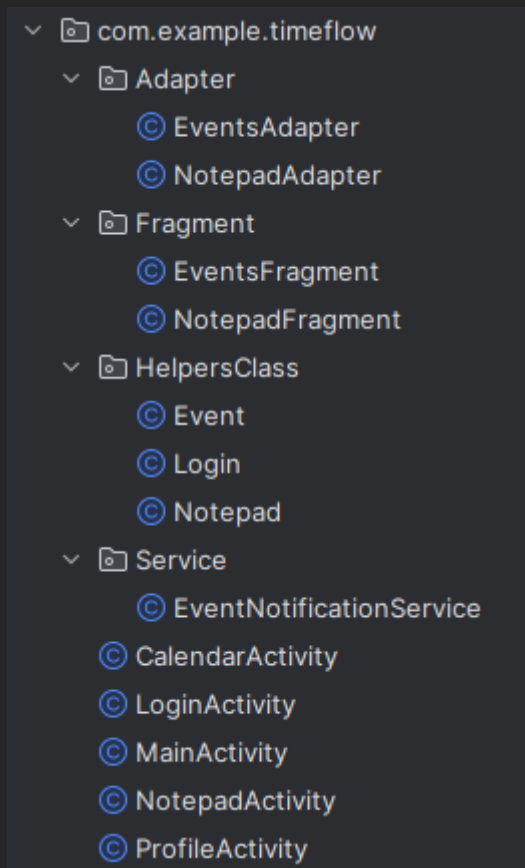 com.example.timeflow
Adapter
EventsAdapter
NotepadAdapter
Fragment
EventsFragment
NotepadFragment
HelpersClass
Event
Login
Notepad
Service
EventNotificationService
CalendarActivity
LoginActivity
MainActivity
NotepadActivity
ProfileActivity